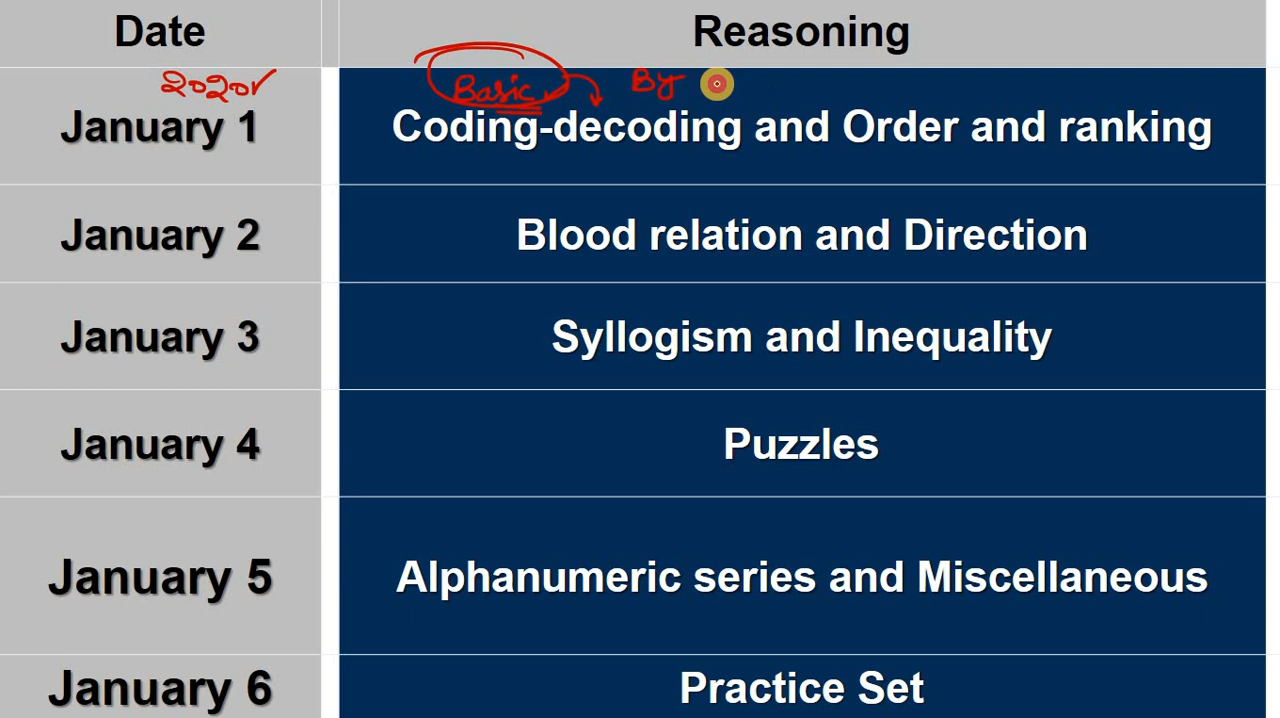 Date Reasoning
2020 Basic By
January 1 Coding-decoding and Order and ranking
January 2 Blood relation and Direction
January 3 Syllogism and Inequality
January 4 Puzzles
January 5 Alphanumeric series and Miscellaneous
January 6 Practice Set